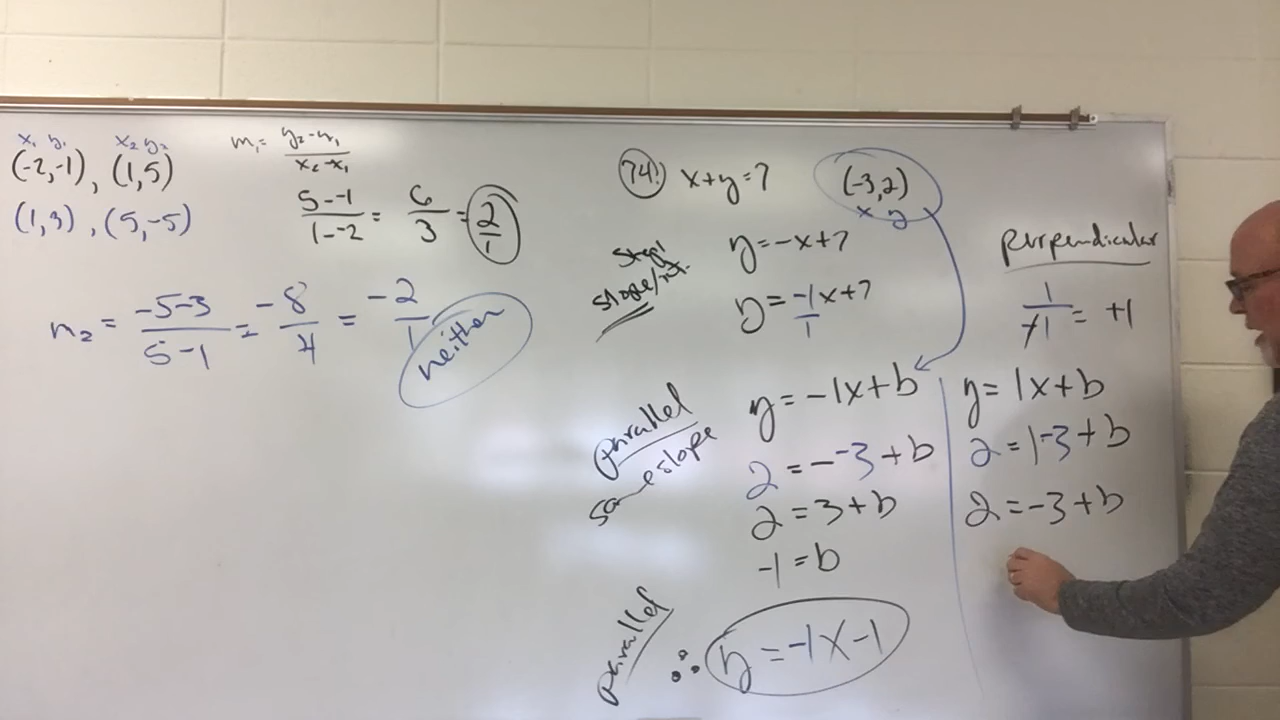 x₁ y₁ x₂ y₂
(-2,-1), (1,5)
(1,3), (5,-5)
m₁= y₂-y₁/x₂-x₁
5--1/1--2 = 6/3 = 2/1
m₂ = -5-3/5-1 = -8/4 = -2/1
neither
74! x+y=7 (-3,2)
x y
y=-x+7
Step 1
slope/int.
y=-1/1x+7
parallel
same slope
y=-1x+b
2=--3+b
2=3+b
-1=b
parallel
∴ y=-1x-1
perpendicular
1/+1=+1
y=1x+b
2=1-3+b
2=-3+b